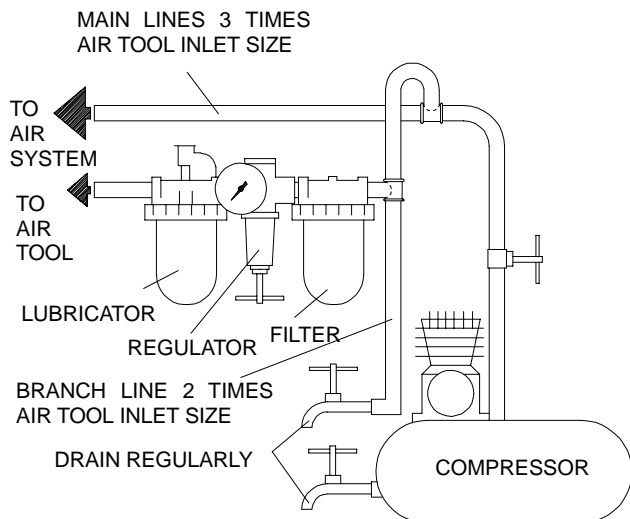 MAIN LINES 3 TIMES
AIR TOOL INLET SIZE
TO
AIR
SYSTEM
TO
AIR
TOOL
LUBRICATOR
REGULATOR
FILTER
BRANCH LINE 2 TIMES
AIR TOOL INLET SIZE
DRAIN REGULARLY
COMPRESSOR